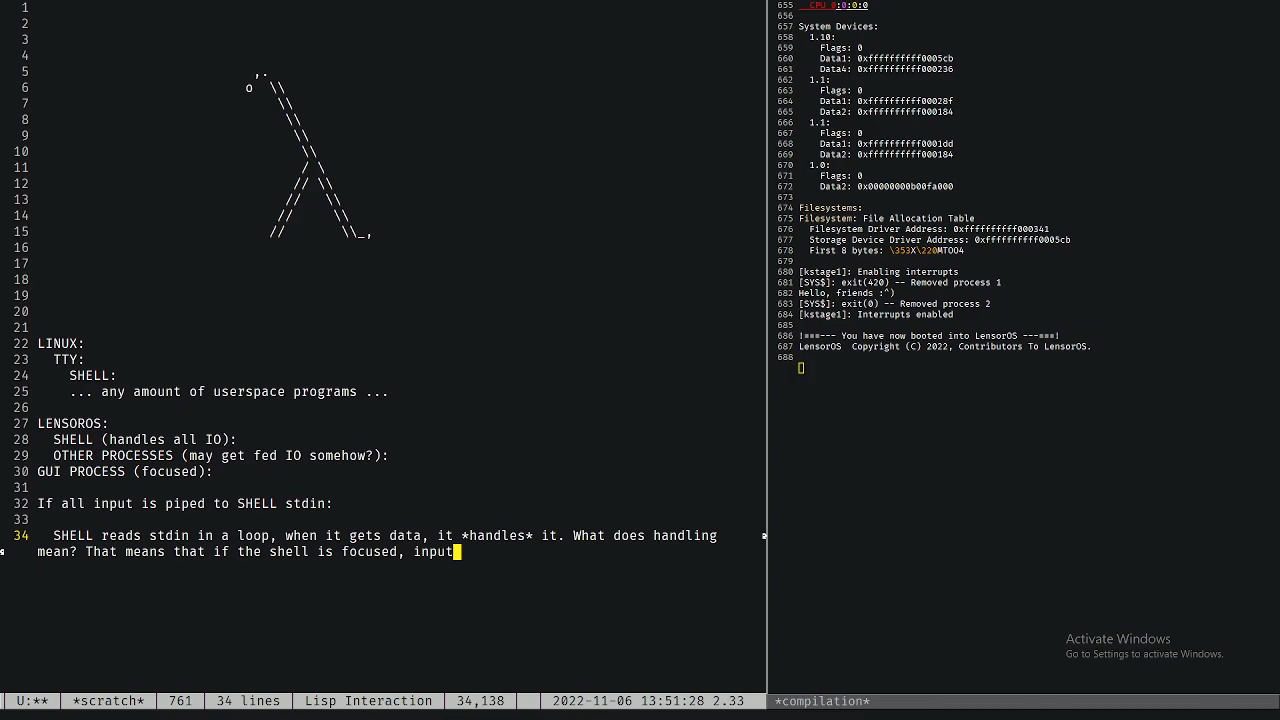 1
2
3
4
5 ,.
6 o \\
7 \\
8 \\
9 \\
10 \\
11 / \
12 // \\
13 // \\
14 // \\
15 // \\_,
16
17
18
19
20
21
22 LINUX:
23 TTY:
24 SHELL:
25 ... any amount of userspace programs ...
26
27 LENSOROS:
28 SHELL (handles all IO):
29 OTHER PROCESSES (may get fed IO somehow?):
30 GUI PROCESS (focused):
31
32 If all input is piped to SHELL stdin:
33
34 SHELL reads stdin in a loop, when it gets data, it *handles* it. What does handling
mean? That means that if the shell is focused, input
U:** *scratch* 761 34 lines Lisp Interaction 34,138 2022-11-06 13:51:28 2.33
655 CPU 0:0:0:0
656
657 System Devices:
658 1.10:
659 Flags: 0
660 Data1: 0xffffffffff0005cb
661 Data4: 0xffffffffff000236
662 1.1:
663 Flags: 0
664 Data1: 0xffffffffff00028f
665 Data2: 0xffffffffff000184
666 1.1:
667 Flags: 0
668 Data1: 0xffffffffff0001dd
669 Data2: 0xffffffffff000184
670 1.0:
671 Flags: 0
672 Data2: 0x00000000b00fa000
673
674 Filesystems:
675 Filesystem: File Allocation Table
676 Filesystem Driver Address: 0xffffffffff000341
677 Storage Device Driver Address: 0xffffffffff0005cb
678 First 8 bytes: \353X\220MTOO4
679
680 [kstage1]: Enabling interrupts
681 [SYS$]: exit(420) -- Removed process 1
682 Hello, friends :^)
683 [SYS$]: exit(0) -- Removed process 2
684 [kstage1]: Interrupts enabled
685
686 !===--- You have now booted into LensorOS ---===!
687 LensorOS Copyright (C) 2022, Contributors To LensorOS.
688
Activate Windows
Go to Settings to activate Windows.
*compilation*